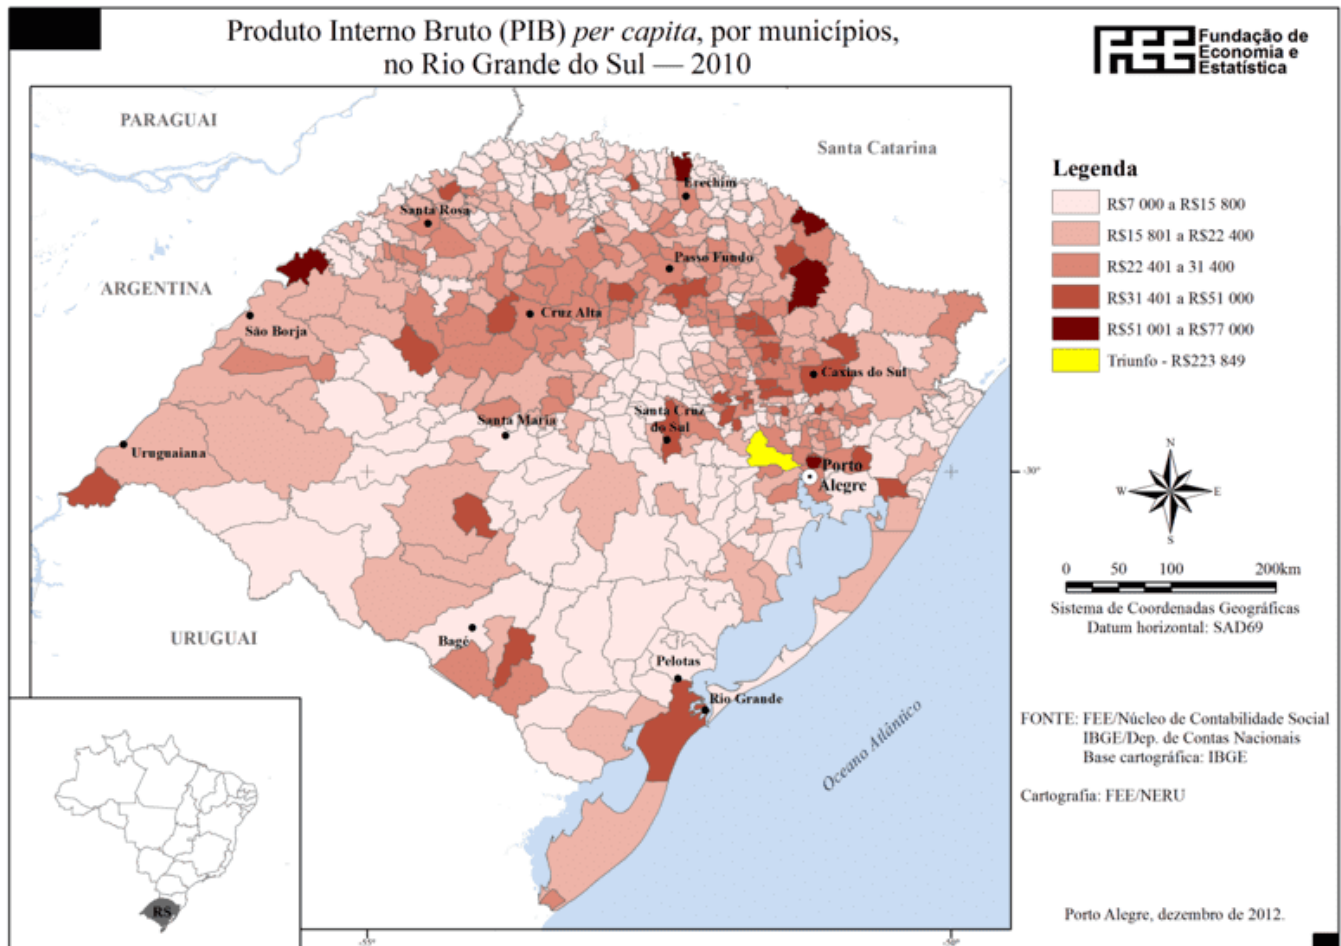 Produto Interno Bruto (PIB) per capita, por municípios,
no Rio Grande do Sul — 2010
FEE
Fundação de
Economia e
Estatística
PARAGUAI
Santa Catarina
ARGENTINA
URUGUAI
Oceano Atlântico
Erechim
Santa Rosa
Passo Fundo
São Borja
Cruz Alta
Caxias do Sul
Santa Cruz
do Sul
Santa Maria
Uruguaiana
Porto
Alegre
Bagé
Pelotas
Rio Grande
-30°
Legenda
R$7 000 a R$15 800
R$15 801 a R$22 400
R$22 401 a 31 400
R$31 401 a R$51 000
R$51 001 a R$77 000
Triunfo - R$223 849
N
W
E
S
0 50 100 200km
Sistema de Coordenadas Geográficas
Datum horizontal: SAD69
FONTE: FEE/Núcleo de Contabilidade Social
IBGE/Dep. de Contas Nacionais
Base cartográfica: IBGE
Cartografia: FEE/NERU
Porto Alegre, dezembro de 2012.
RS